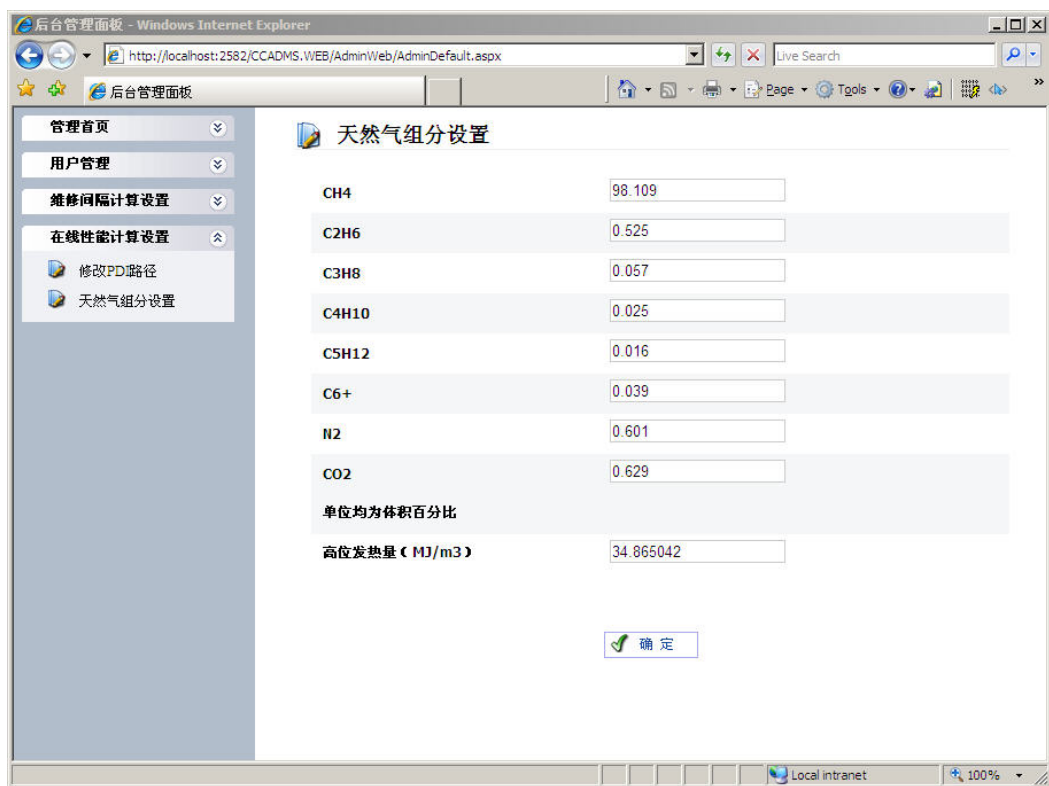 后台管理面板 - Windows Internet Explorer
http://localhost:2582/CCADMS.WEB/AdminWeb/AdminDefault.aspx
Live Search
后台管理面板
Page
Tools
»
管理首页
用户管理
维修间隔计算设置
在线性能计算设置
修改PDI路径
天然气组分设置
天然气组分设置
CH4 98.109
C2H6 0.525
C3H8 0.057
C4H10 0.025
C5H12 0.016
C6+ 0.039
N2 0.601
CO2 0.629
单位均为体积百分比
高位发热量（MJ/m3） 34.865042
确 定
Local intranet
100%